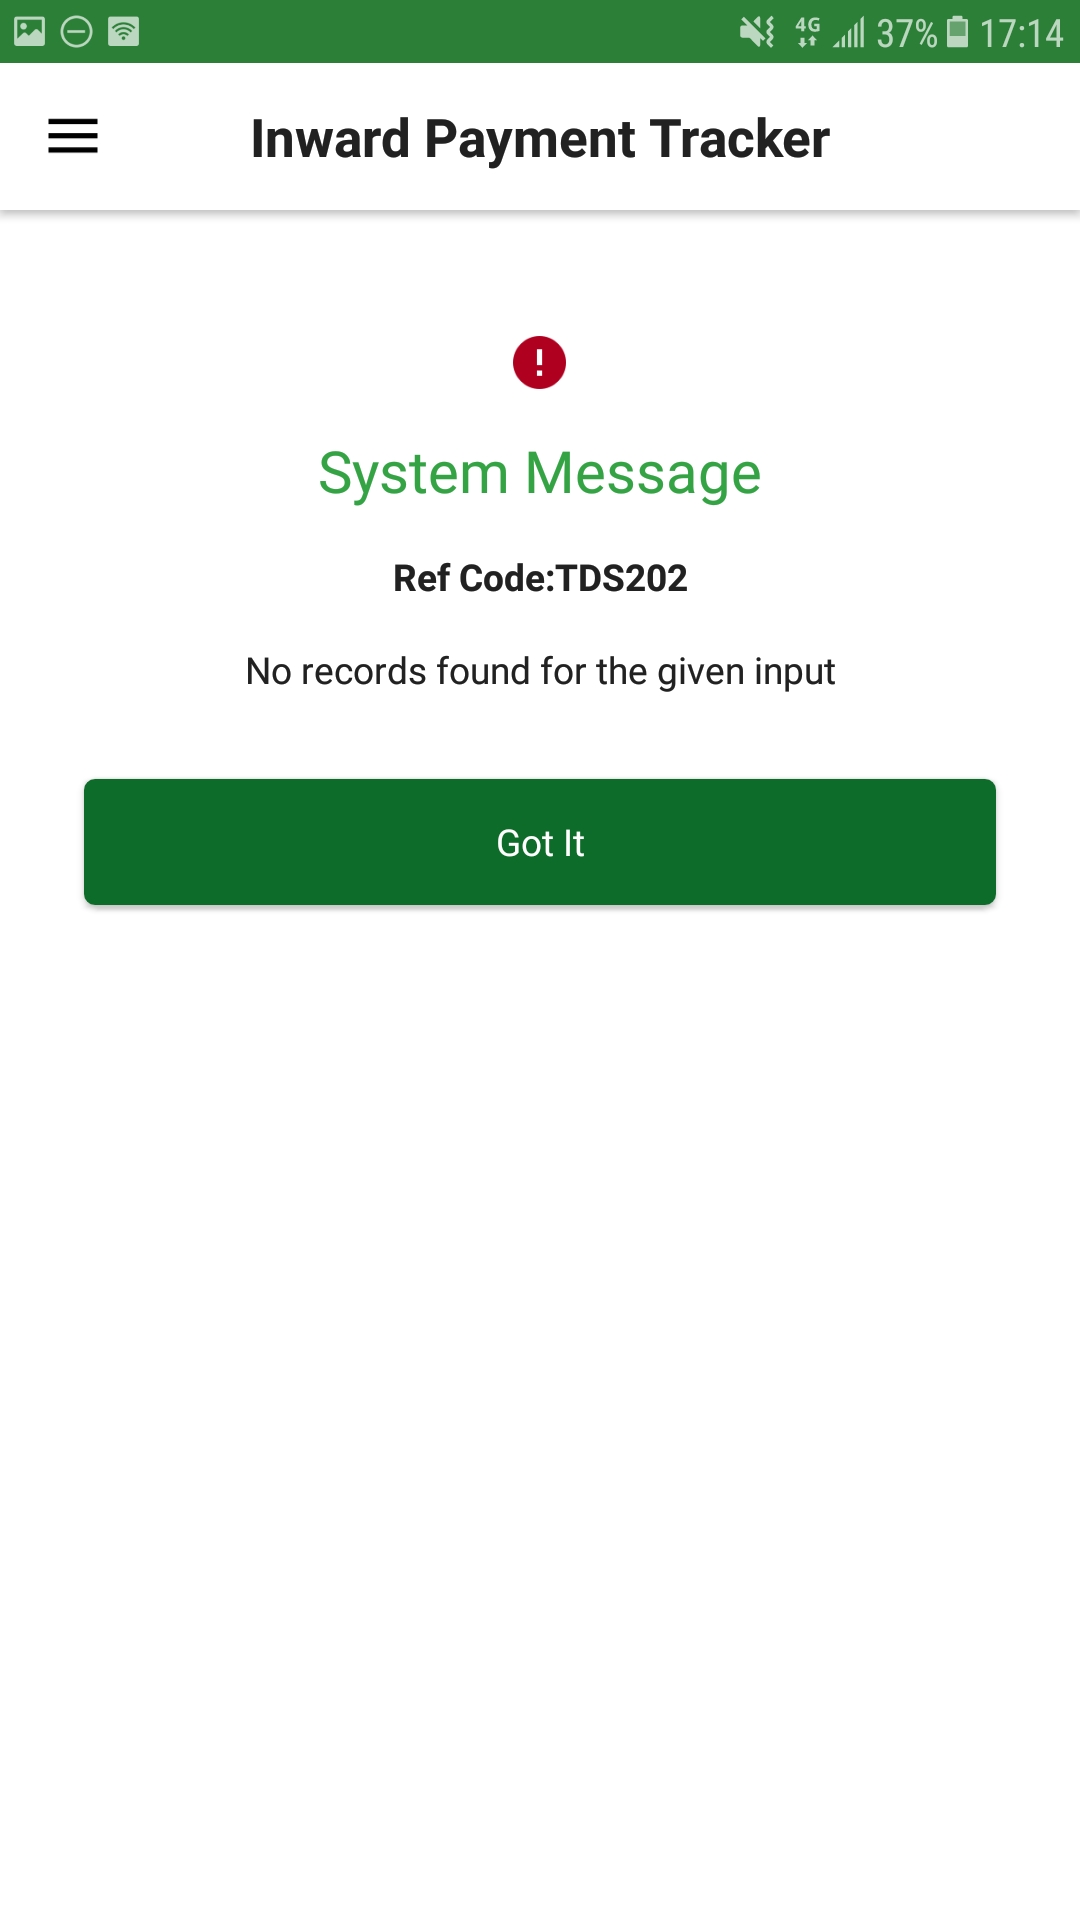 4G 37% 17:14
Inward Payment Tracker
System Message
Ref Code:TDS202
No records found for the given input
Got It